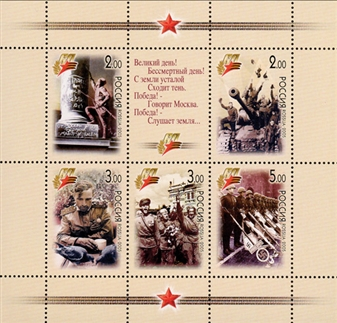 2.00
РОССИЯ
Великий день!
Бессмертный день!
С земли усталой
Сходит тень.
Победа! -
Говорит Москва.
Победа! -
Слушает земля...
2.00
РОССИЯ
3.00
РОССИЯ
3.00
РОССИЯ
5.00
РОССИЯ